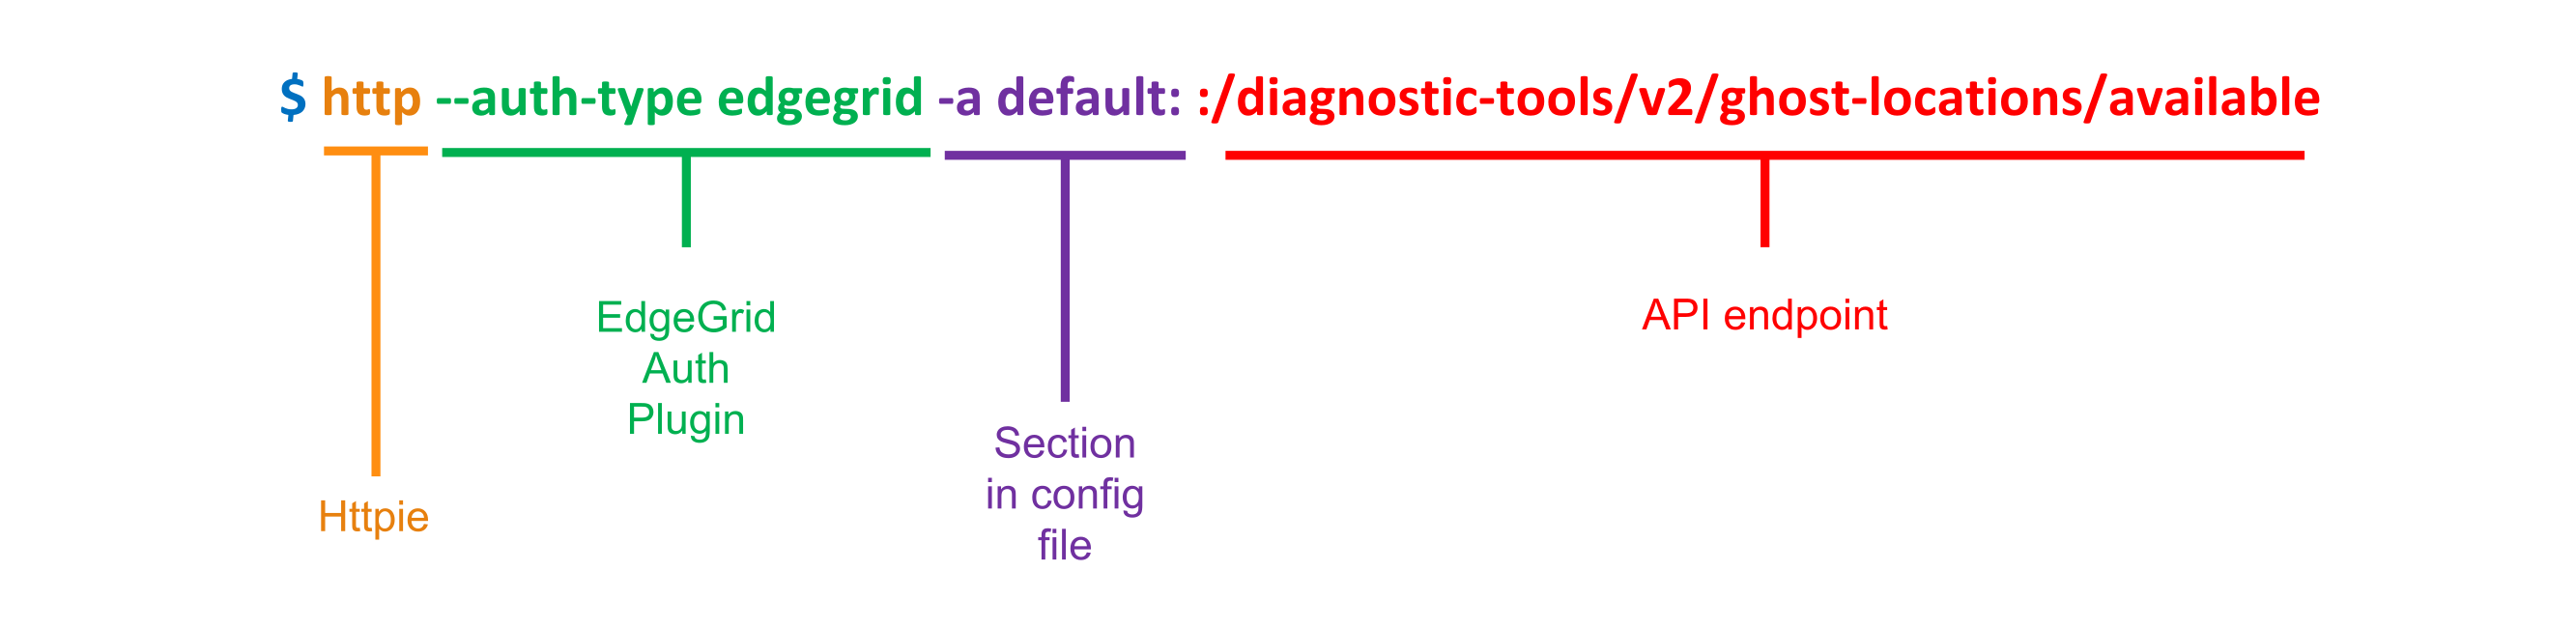 $ http --auth-type edgegrid -a default: :/diagnostic-tools/v2/ghost-locations/available
EdgeGrid
Auth
Plugin
API endpoint
Section
in config
file
Httpie